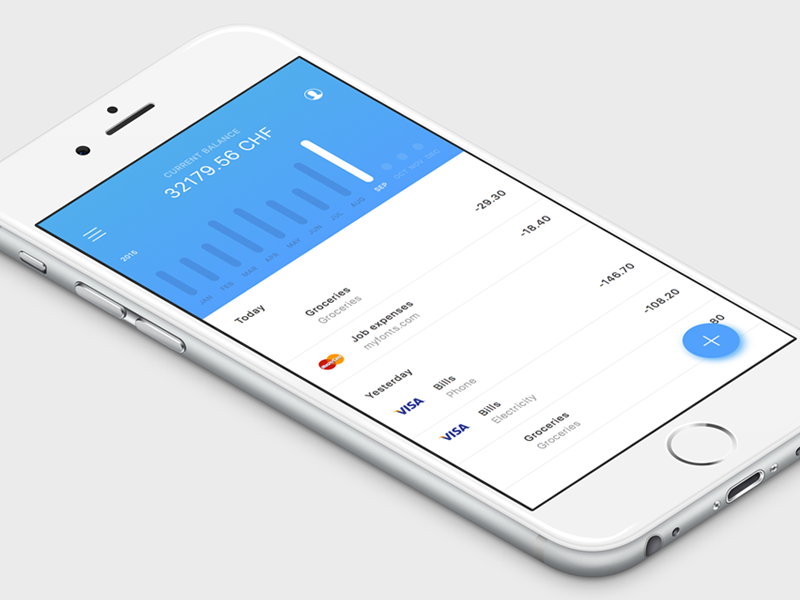 CURRENT BALANCE
32179.56 CHF
2015
JAN FEB MAR APR MAY JUN JUL AUG SEP OCT NOV DEC
Today
Groceries -29.30
Groceries
Job expenses -18.40
myfonts.com
Yesterday
VISA Bills -146.70
Phone
VISA Bills -108.20
Electricity
Groceries 80
Groceries